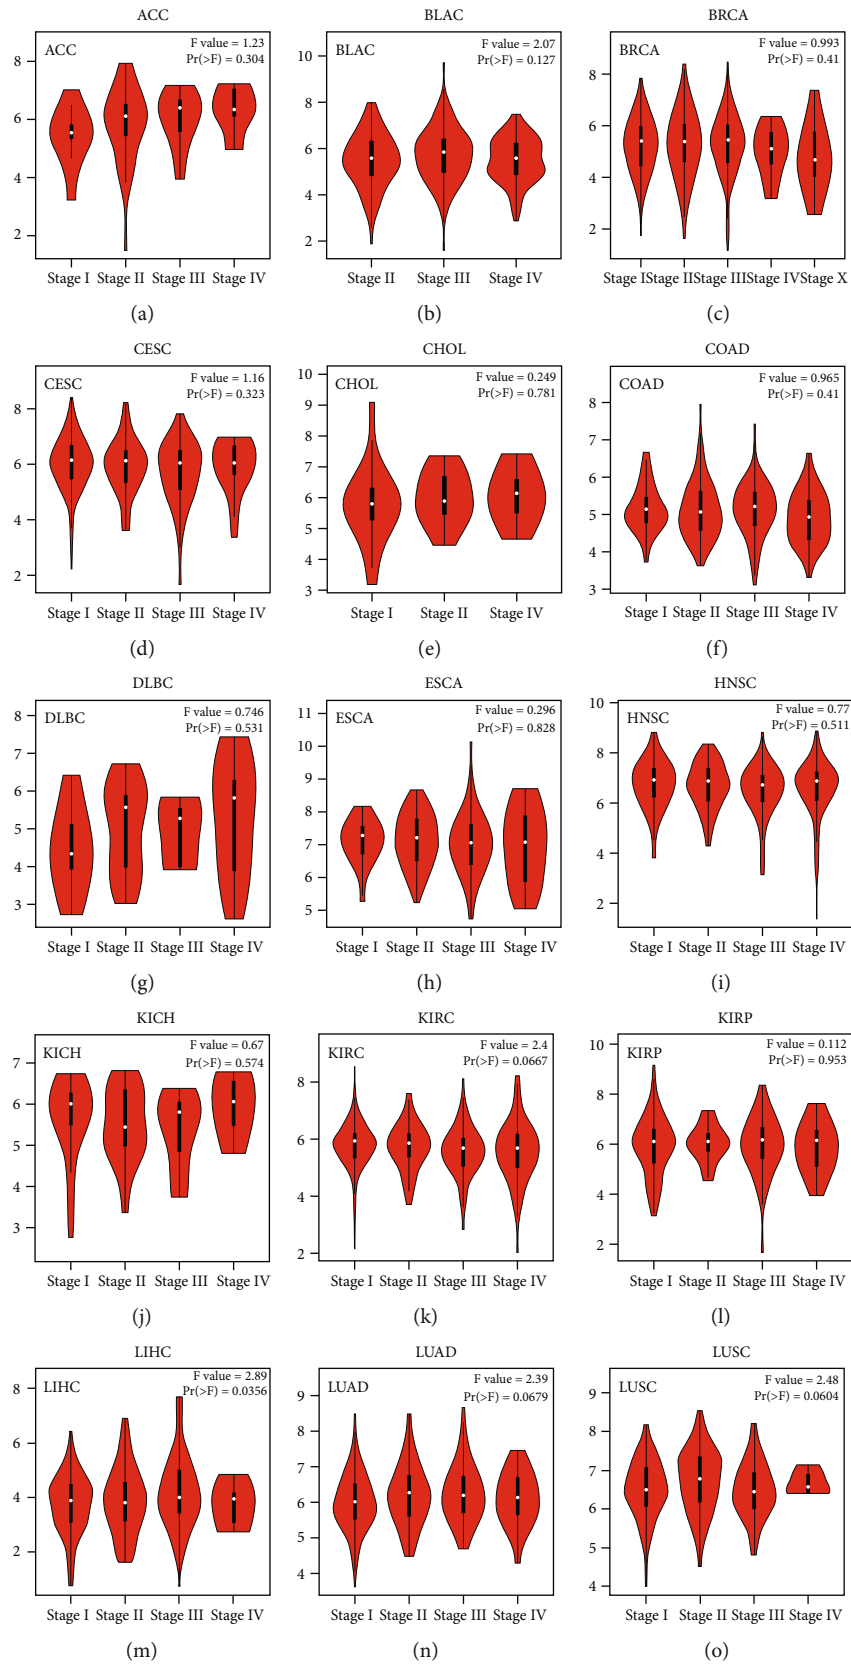 ACC
F value = 1.23
Pr(>F) = 0.304
ACC
8
6
4
2
Stage I Stage II Stage III Stage IV
(a)
BLAC
F value = 2.07
Pr(>F) = 0.127
BLAC
10
8
6
4
2
Stage II Stage III Stage IV
(b)
BRCA
F value = 0.993
Pr(>F) = 0.41
BRCA
8
6
4
2
Stage I Stage II Stage III Stage IV Stage X
(c)
CESC
F value = 1.16
Pr(>F) = 0.323
CESC
8
6
4
2
Stage I Stage II Stage III Stage IV
(d)
CHOL
F value = 0.249
Pr(>F) = 0.781
CHOL
10
9
8
7
6
5
4
3
Stage I Stage II Stage IV
(e)
COAD
F value = 0.965
Pr(>F) = 0.41
COAD
8
7
6
5
4
3
Stage I Stage II Stage III Stage IV
(f)
DLBC
F value = 0.746
Pr(>F) = 0.531
DLBC
8
7
6
5
4
3
Stage I Stage II Stage III Stage IV
(g)
ESCA
F value = 0.296
Pr(>F) = 0.828
ESCA
11
10
9
8
7
6
5
Stage I Stage II Stage III Stage IV
(h)
HNSC
F value = 0.77
Pr(>F) = 0.511
HNSC
10
8
6
4
2
Stage I Stage II Stage III Stage IV
(i)
KICH
F value = 0.67
Pr(>F) = 0.574
KICH
7
6
5
4
3
Stage I Stage II Stage III Stage IV
(j)
KIRC
F value = 2.4
Pr(>F) = 0.0667
KIRC
8
6
4
2
Stage I Stage II Stage III Stage IV
(k)
KIRP
F value = 0.112
Pr(>F) = 0.953
KIRP
10
8
6
4
2
Stage I Stage II Stage III Stage IV
(l)
LIHC
F value = 2.89
Pr(>F) = 0.0356
LIHC
8
6
4
2
Stage I Stage II Stage III Stage IV
(m)
LUAD
F value = 2.39
Pr(>F) = 0.0679
LUAD
9
8
7
6
5
4
Stage I Stage II Stage III Stage IV
(n)
LUSC
F value = 2.48
Pr(>F) = 0.0604
LUSC
9
8
7
6
5
4
Stage I Stage II Stage III Stage IV
(o)